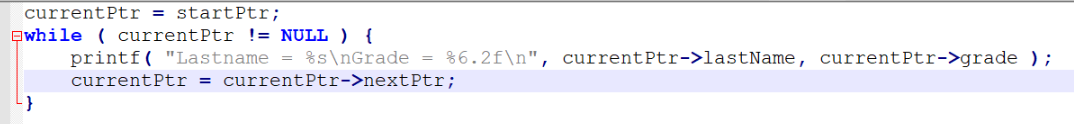 currentPtr = startPtr;
while ( currentPtr != NULL ) {
printf( "Lastname = %s\nGrade = %6.2f\n", currentPtr->lastName, currentPtr->grade );
currentPtr = currentPtr->nextPtr;
}